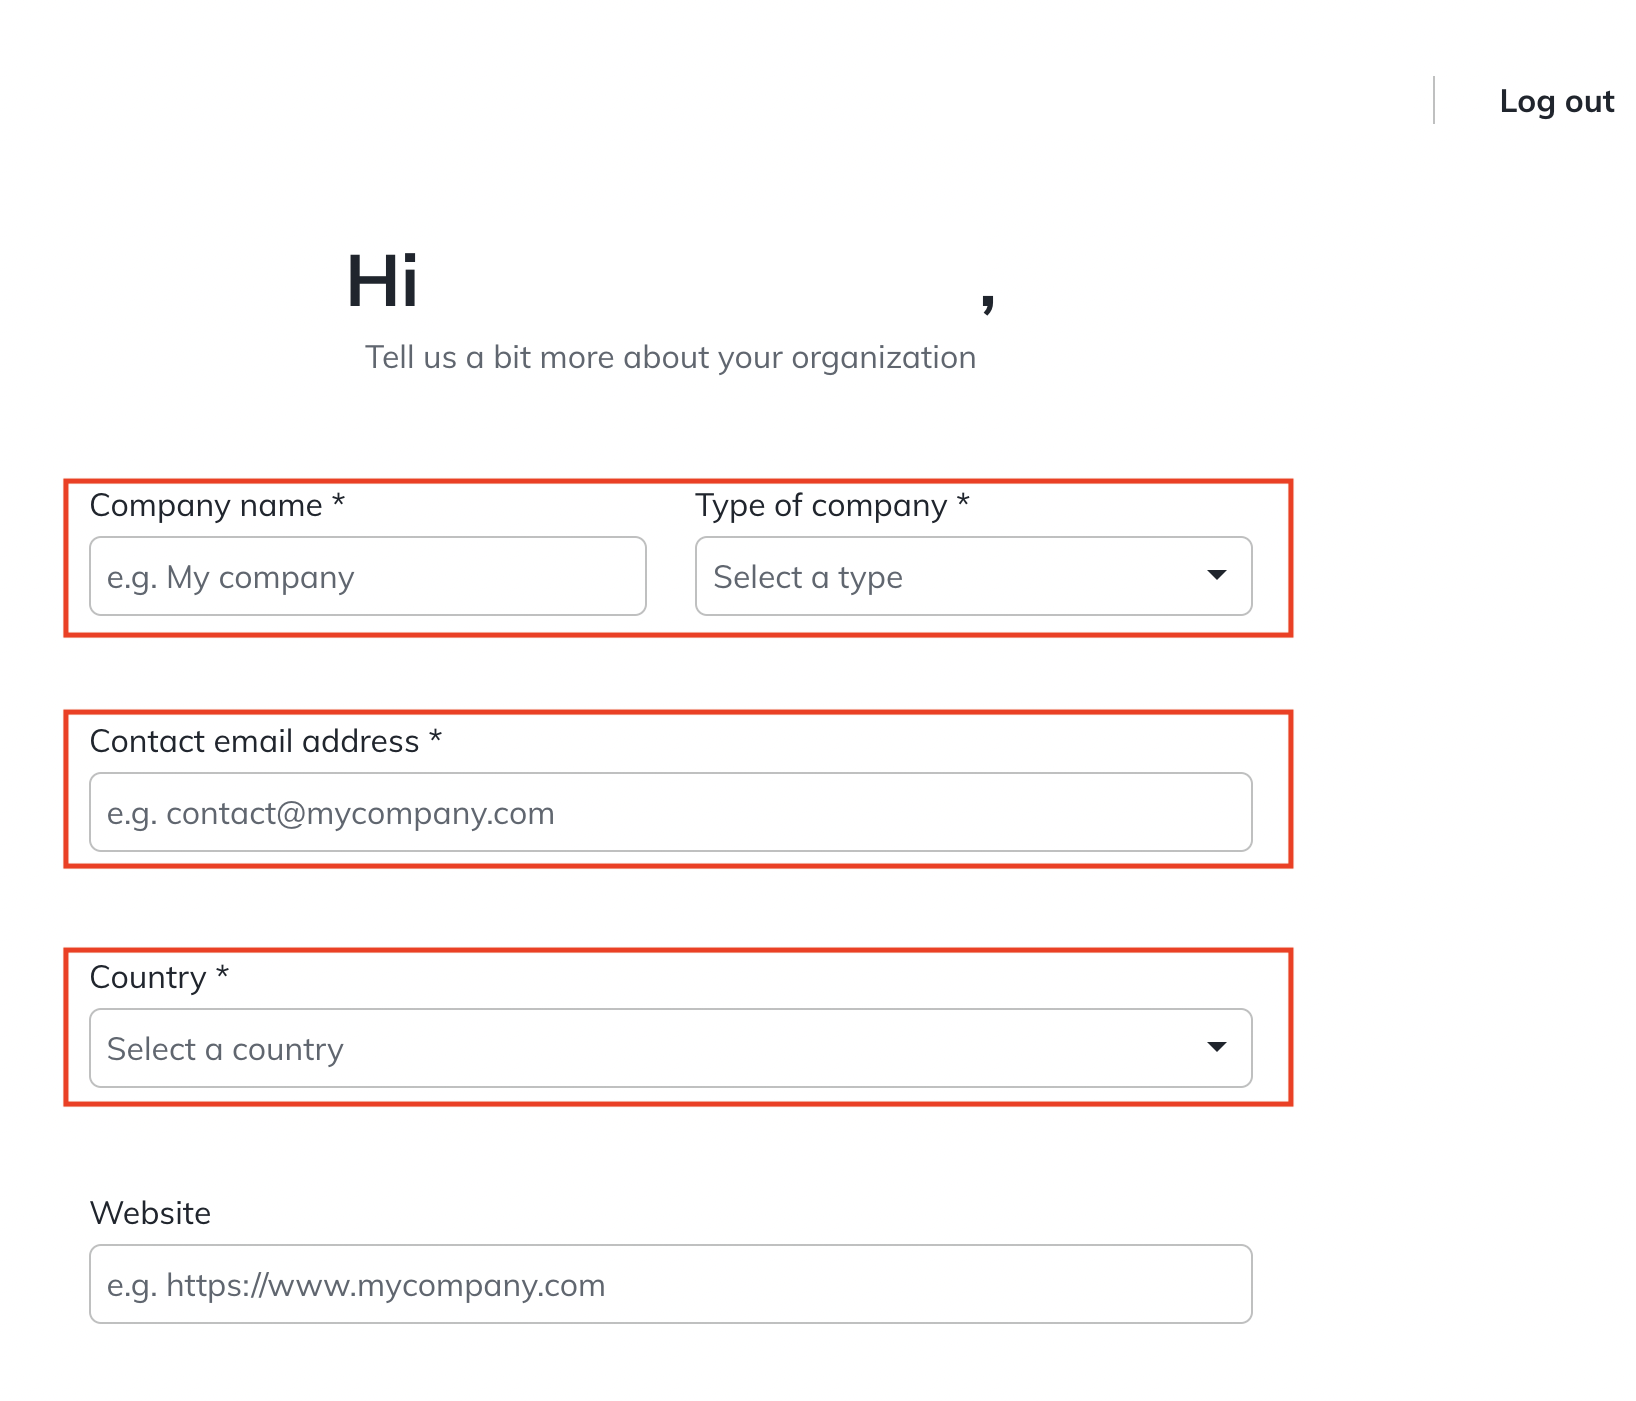 Log out
Hi ,
Tell us a bit more about your organization
Company name * Type of company *
e.g. My company Select a type
Contact email address *
e.g. contact@mycompany.com
Country *
Select a country
Website
e.g. https://www.mycompany.com